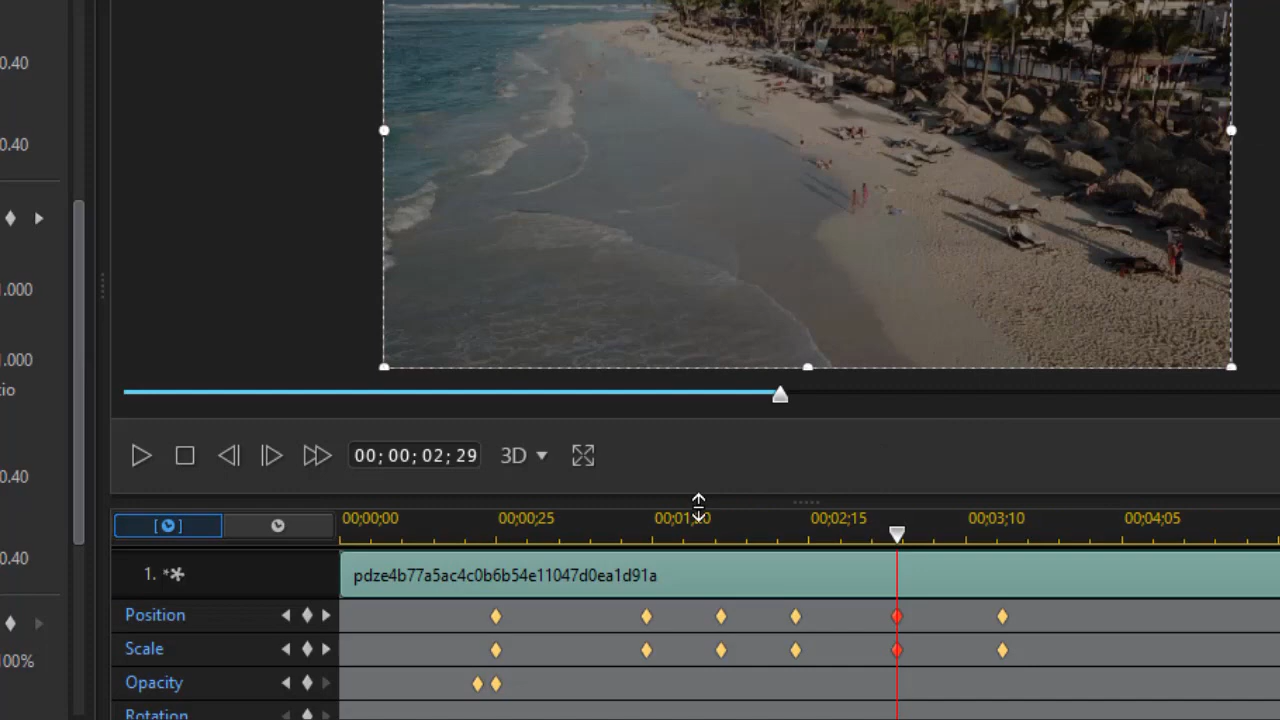 0.40
0.40
.000
.000
io
0.40
0.40
00%
00;00;02;29
3D
00;00;00
00;00;25
00;02;15
00;03;10
00;04;05
1.
pdze4b77a5ac4c0b6b54e11047d0ea1d91a
Position
Scale
Opacity
Rotation